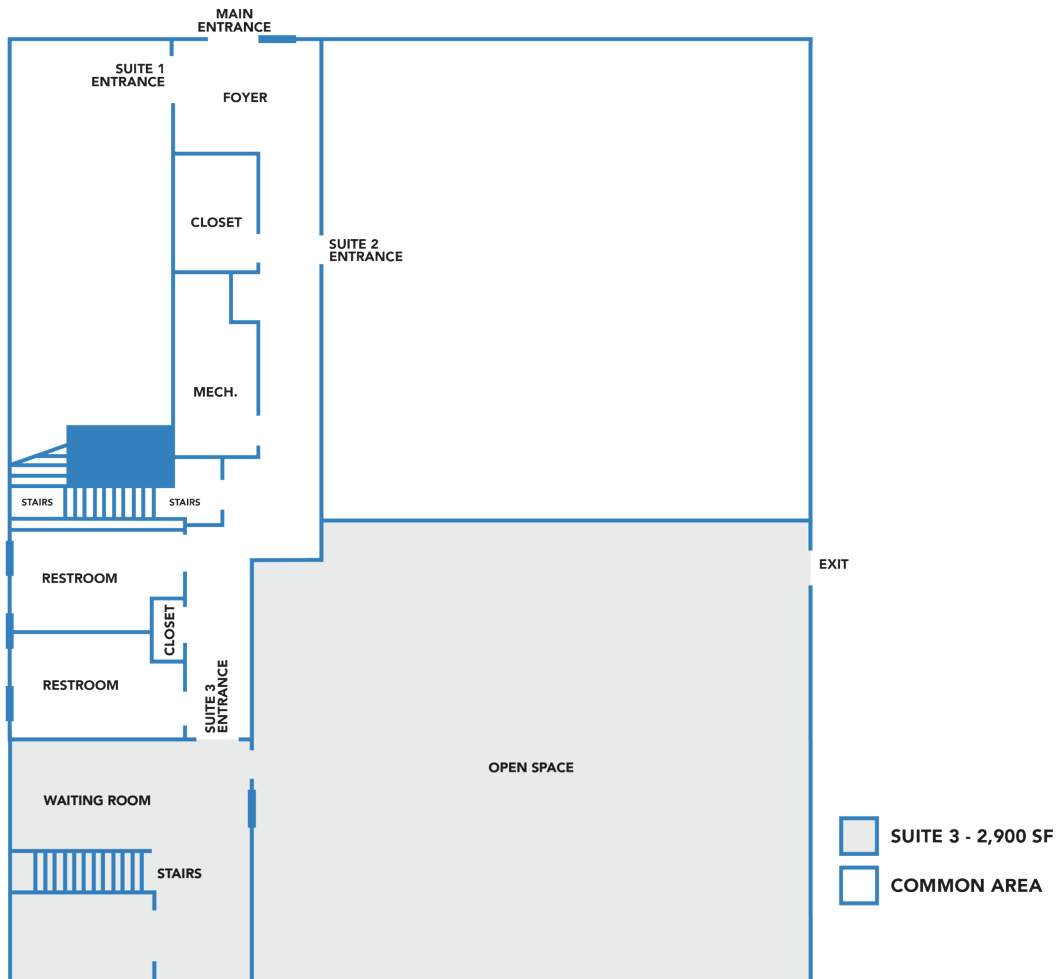 MAIN
ENTRANCE
SUITE 1
ENTRANCE
FOYER
CLOSET
SUITE 2
ENTRANCE
MECH.
STAIRS
STAIRS
EXIT
RESTROOM
CLOSET
RESTROOM
SUITE 3
ENTRANCE
OPEN SPACE
WAITING ROOM
STAIRS
SUITE 3 - 2,900 SF
COMMON AREA